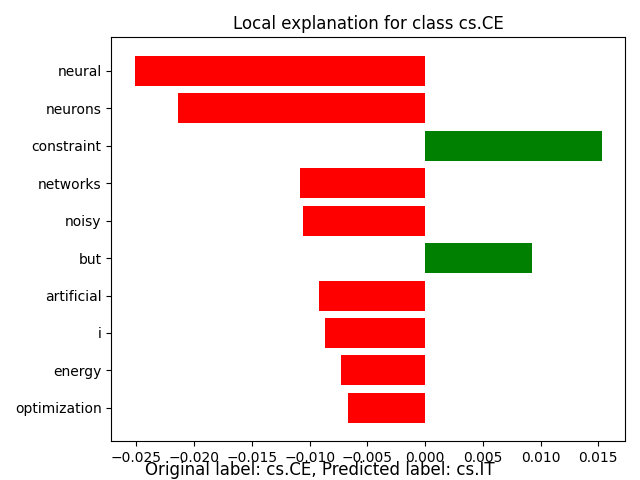 Local explanation for class cs.CE
neural
neurons
constraint
networks
noisy
but
artificial
i
energy
optimization
−0.025 −0.020 −0.015 −0.010 −0.005 0.000 0.005 0.010 0.015
Original label: cs.CE, Predicted label: cs.IT